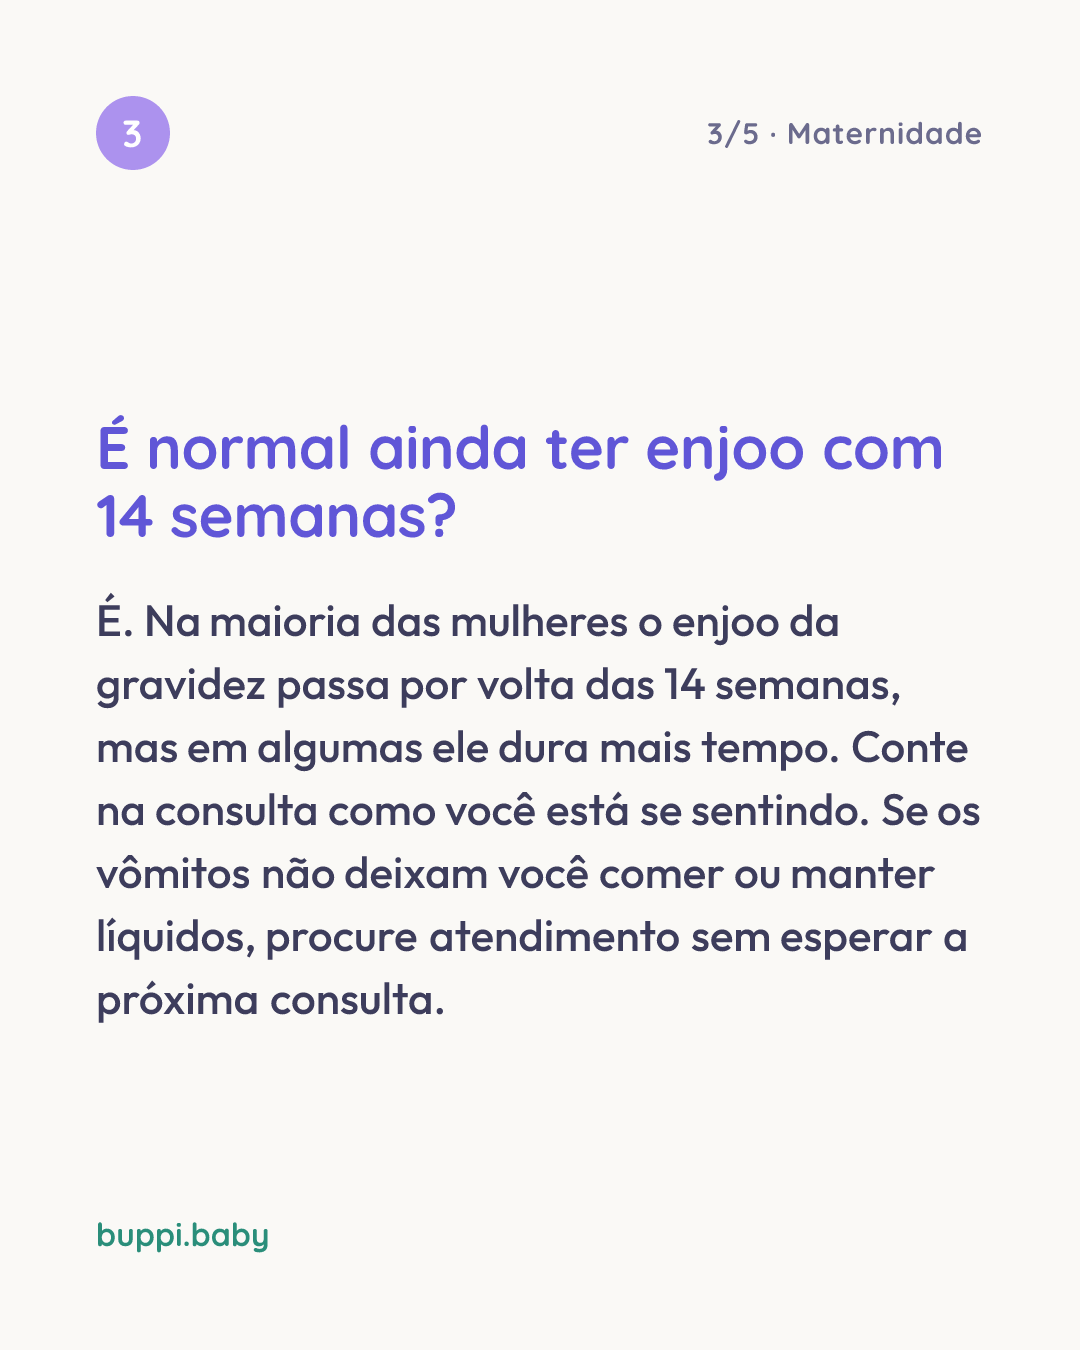 3
3/5 · Maternidade
É normal ainda ter enjoo com
14 semanas?
É. Na maioria das mulheres o enjoo da
gravidez passa por volta das 14 semanas,
mas em algumas ele dura mais tempo. Conte
na consulta como você está se sentindo. Se os
vômitos não deixam você comer ou manter
líquidos, procure atendimento sem esperar a
próxima consulta.
buppi.baby